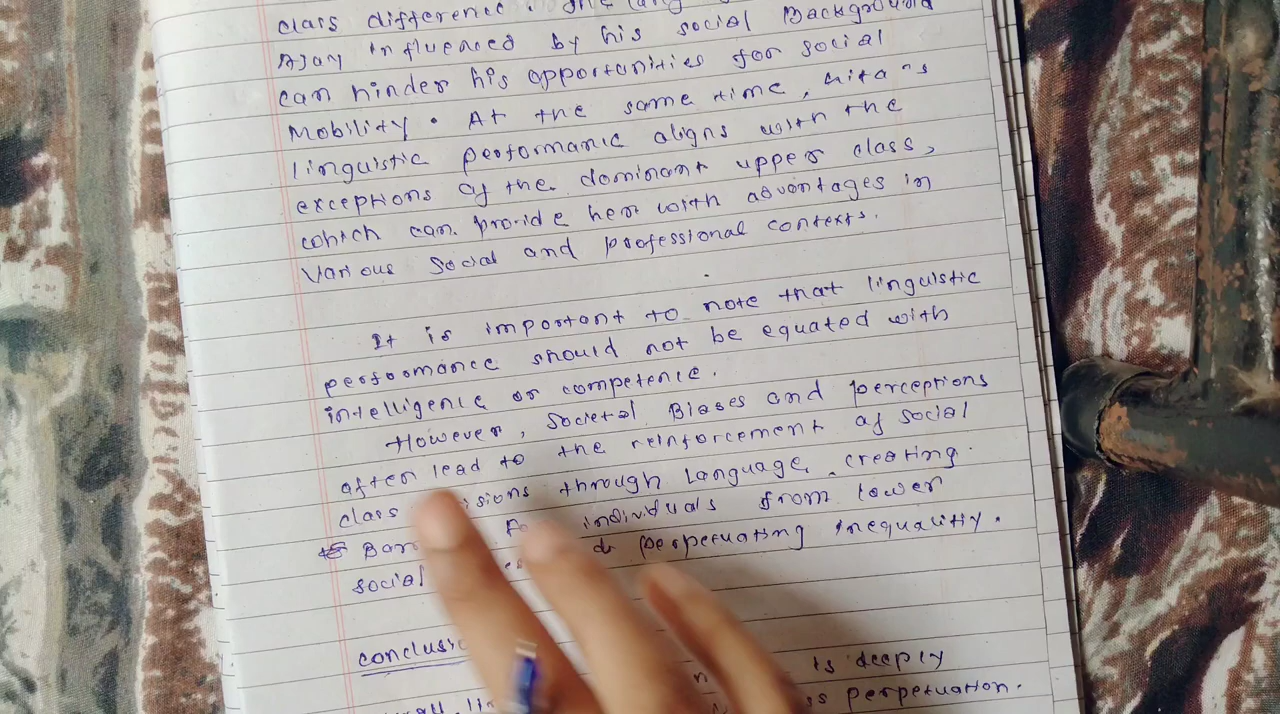 class difference
Ajay influenced by his social Background
can hinder his opportunities for social
Mobility. At the same time, Nita's
linguistic performance aligns with the
exceptions of the dominant upper class,
which can provide her with advantages in
various social and professional contexts.
It is important to note that linguistic
performance should not be equated with
intelligence or competence.
However, societal Biases and perceptions
often lead to the reinforcement of social
class through language, creating
individuals from lower
social perpetuating inequality.
is deeply
perpetuation.